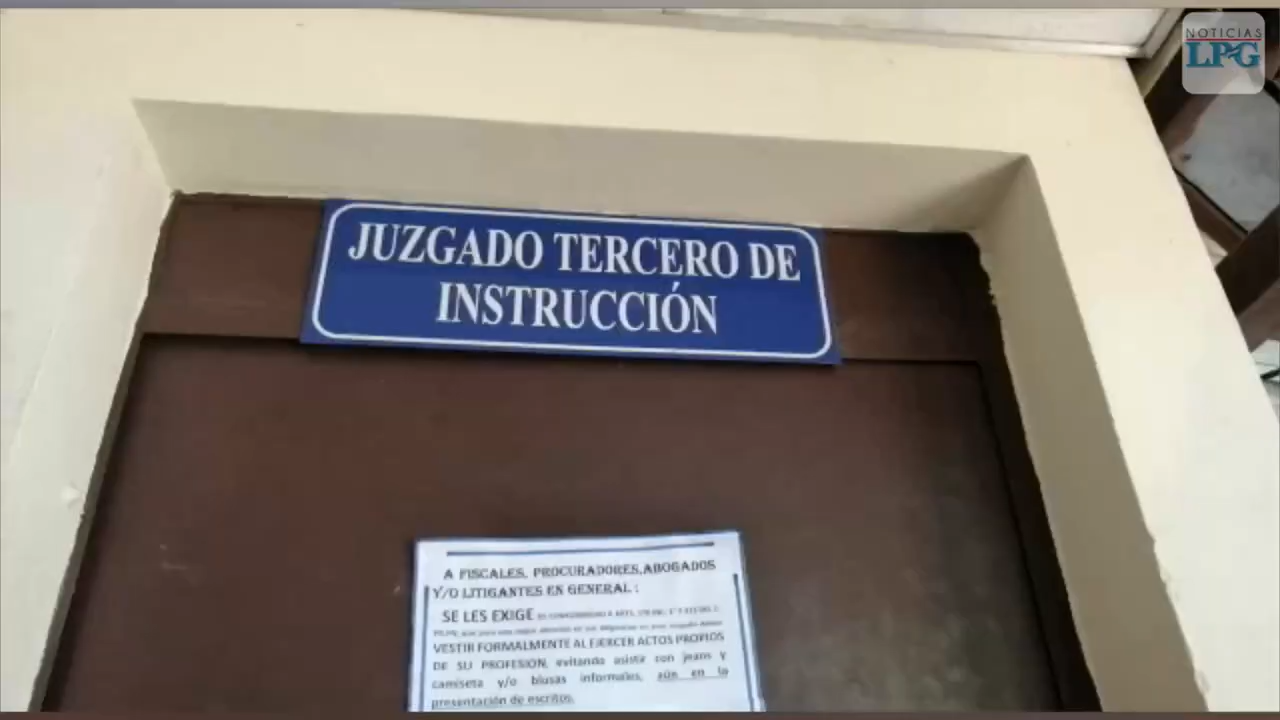 NOTICIAS
LPG
JUZGADO TERCERO DE
INSTRUCCIÓN
A FISCALES, PROCURADORES,ABOGADOS
Y/O LITIGANTES EN GENERAL :
SE LES EXIGE
VESTIR FORMALMENTE AL EJERCER ACTOS PROPIOS
DE SU PROFESION, evitando asistir con jeans y
camiseta y/o blusas informales, aún en la
presentación de escritos.